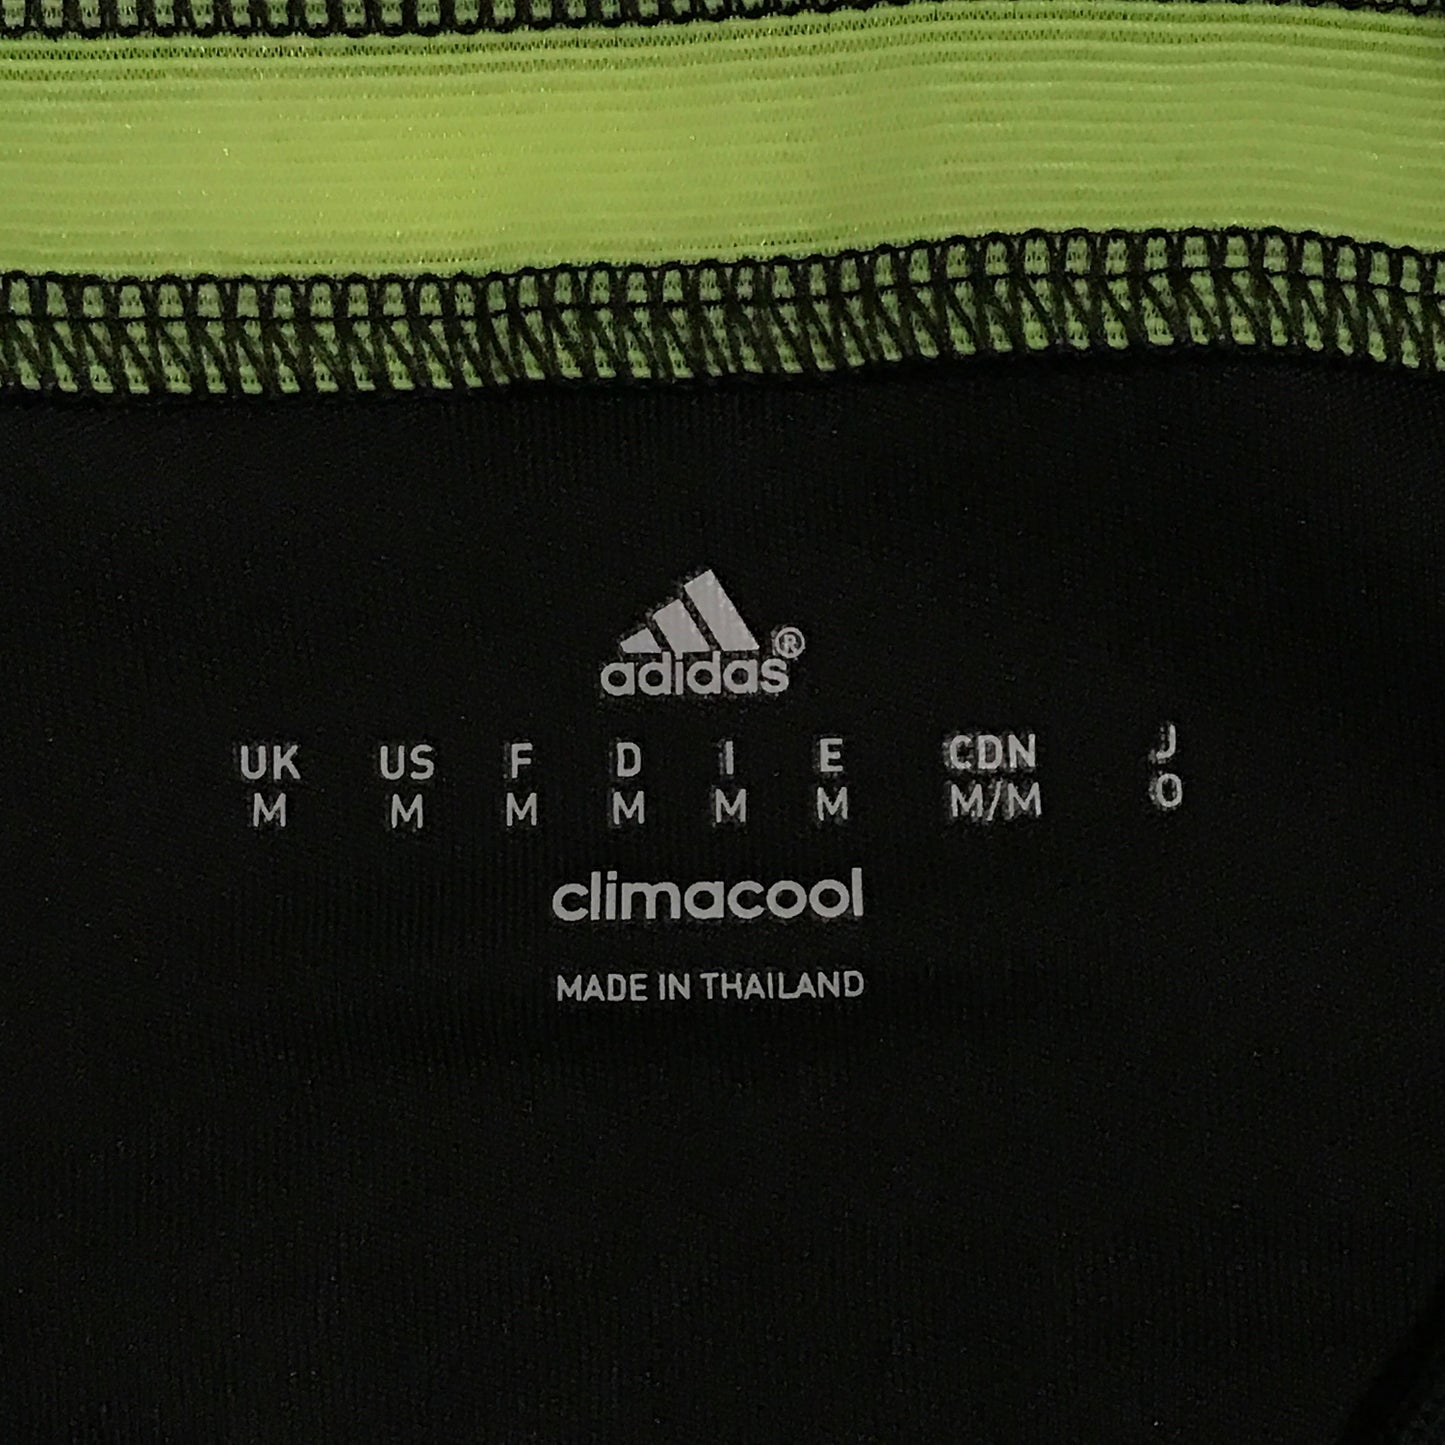 adidas®
UK US F D I E CDN J
M M M M M M M/M O
climacool
MADE IN THAILAND